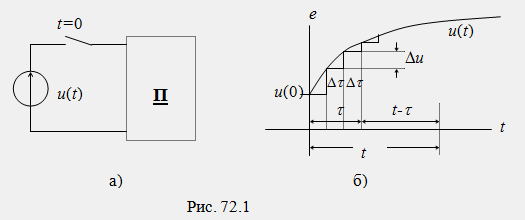 t=0
u(t)
П
а)
e
u(t)
Δu
Δτ Δτ
u(0)
τ
t-τ
t
t
б)
Рис. 72.1